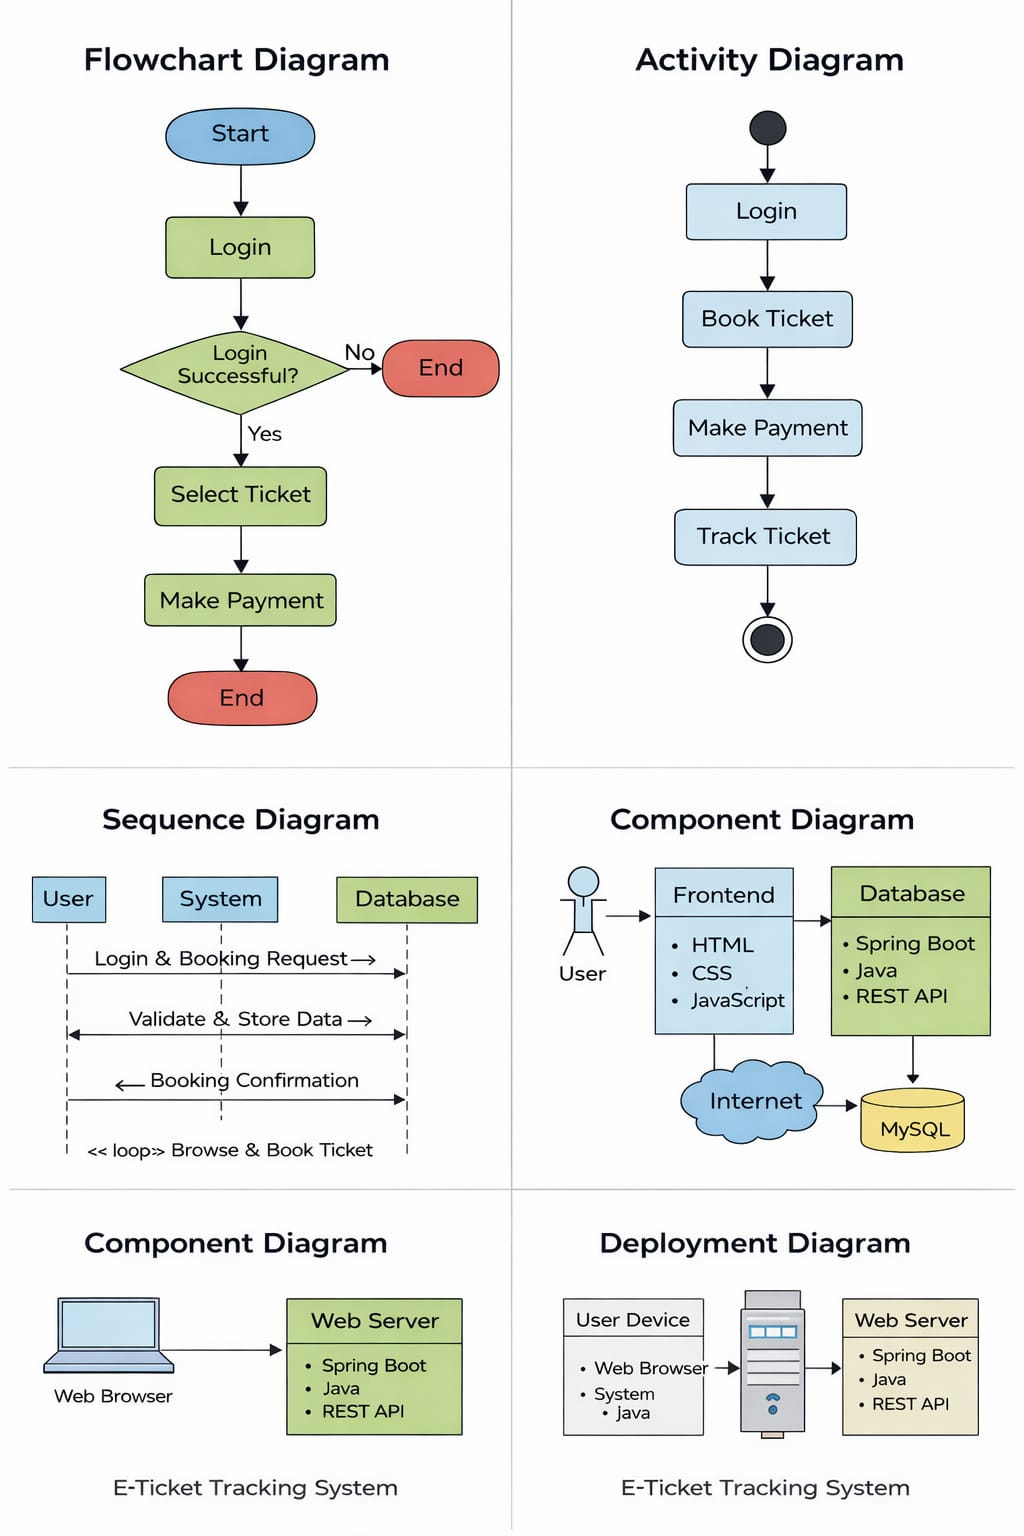 Flowchart Diagram
Start
Login
Login
Successful?
No
End
Yes
Select Ticket
Make Payment
End
Activity Diagram
Login
Book Ticket
Make Payment
Track Ticket
Sequence Diagram
User
System
Database
Login & Booking Request→
Validate & Store Data→
←Booking Confirmation
<< loop>> Browse & Book Ticket
Component Diagram
User
Frontend
• HTML
• CSS
• JavaScript
Database
• Spring Boot
• Java
• REST API
Internet
MySQL
Component Diagram
Web Browser
Web Server
• Spring Boot
• Java
• REST API
E-Ticket Tracking System
Deployment Diagram
User Device
• Web Browser
• System
• Java
Web Server
• Spring Boot
• Java
• REST API
E-Ticket Tracking System